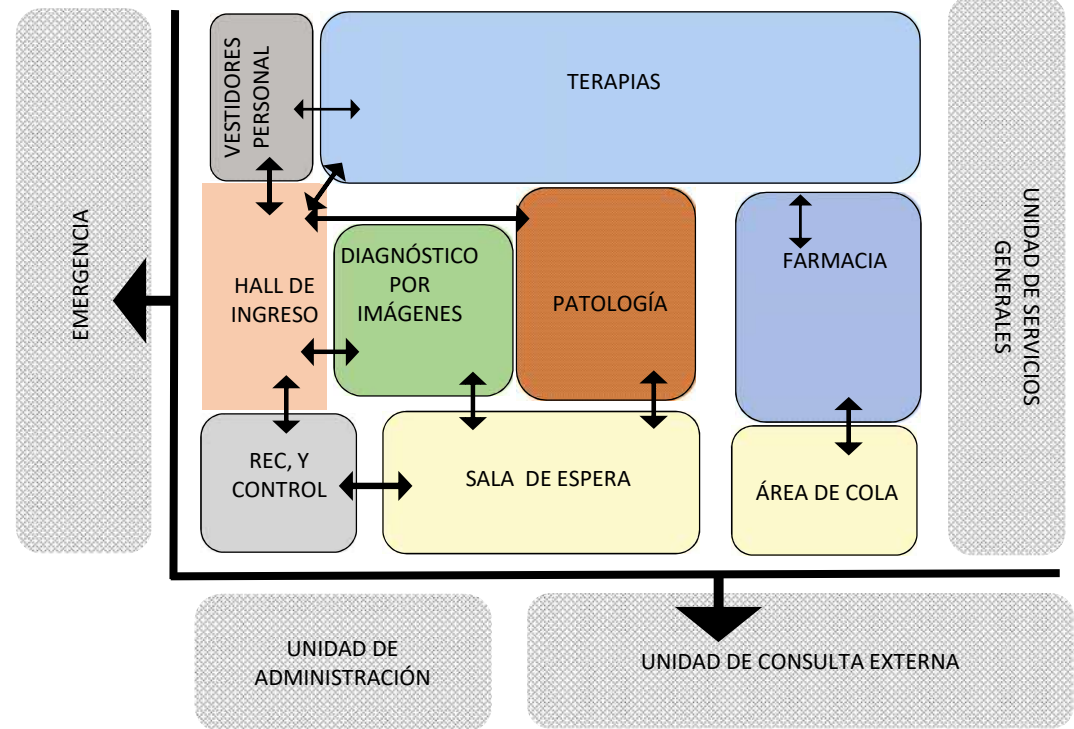 VESTIDORES
PERSONAL
TERAPIAS
EMERGENCIA
HALL DE
INGRESO
DIAGNÓSTICO
POR
IMÁGENES
PATOLOGÍA
FARMACIA
UNIDAD DE SERVICIOS
GENERALES
REC, Y
CONTROL
SALA DE ESPERA
ÁREA DE COLA
UNIDAD DE
ADMINISTRACIÓN
UNIDAD DE CONSULTA EXTERNA